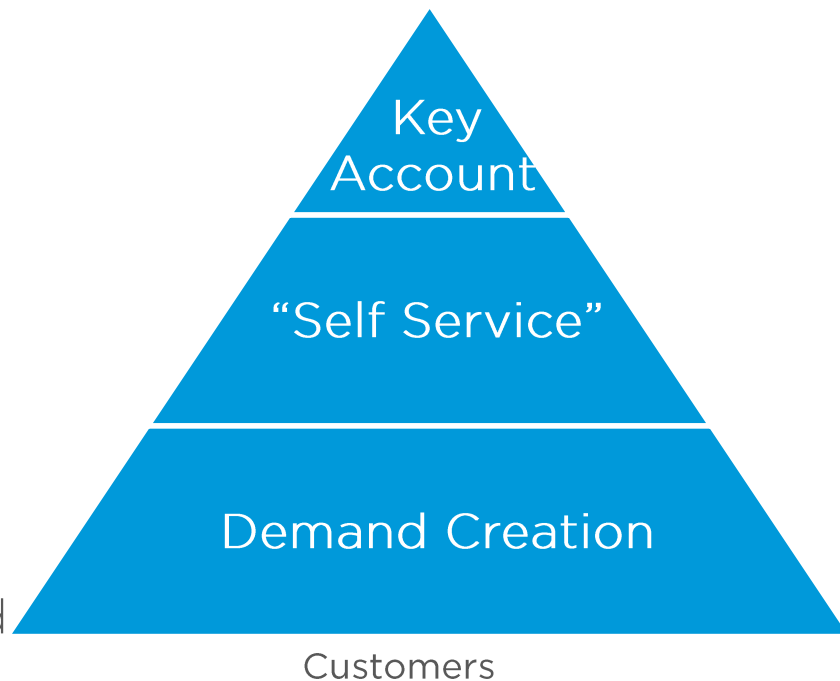 Key
Account
“Self Service”
Demand Creation
Customers